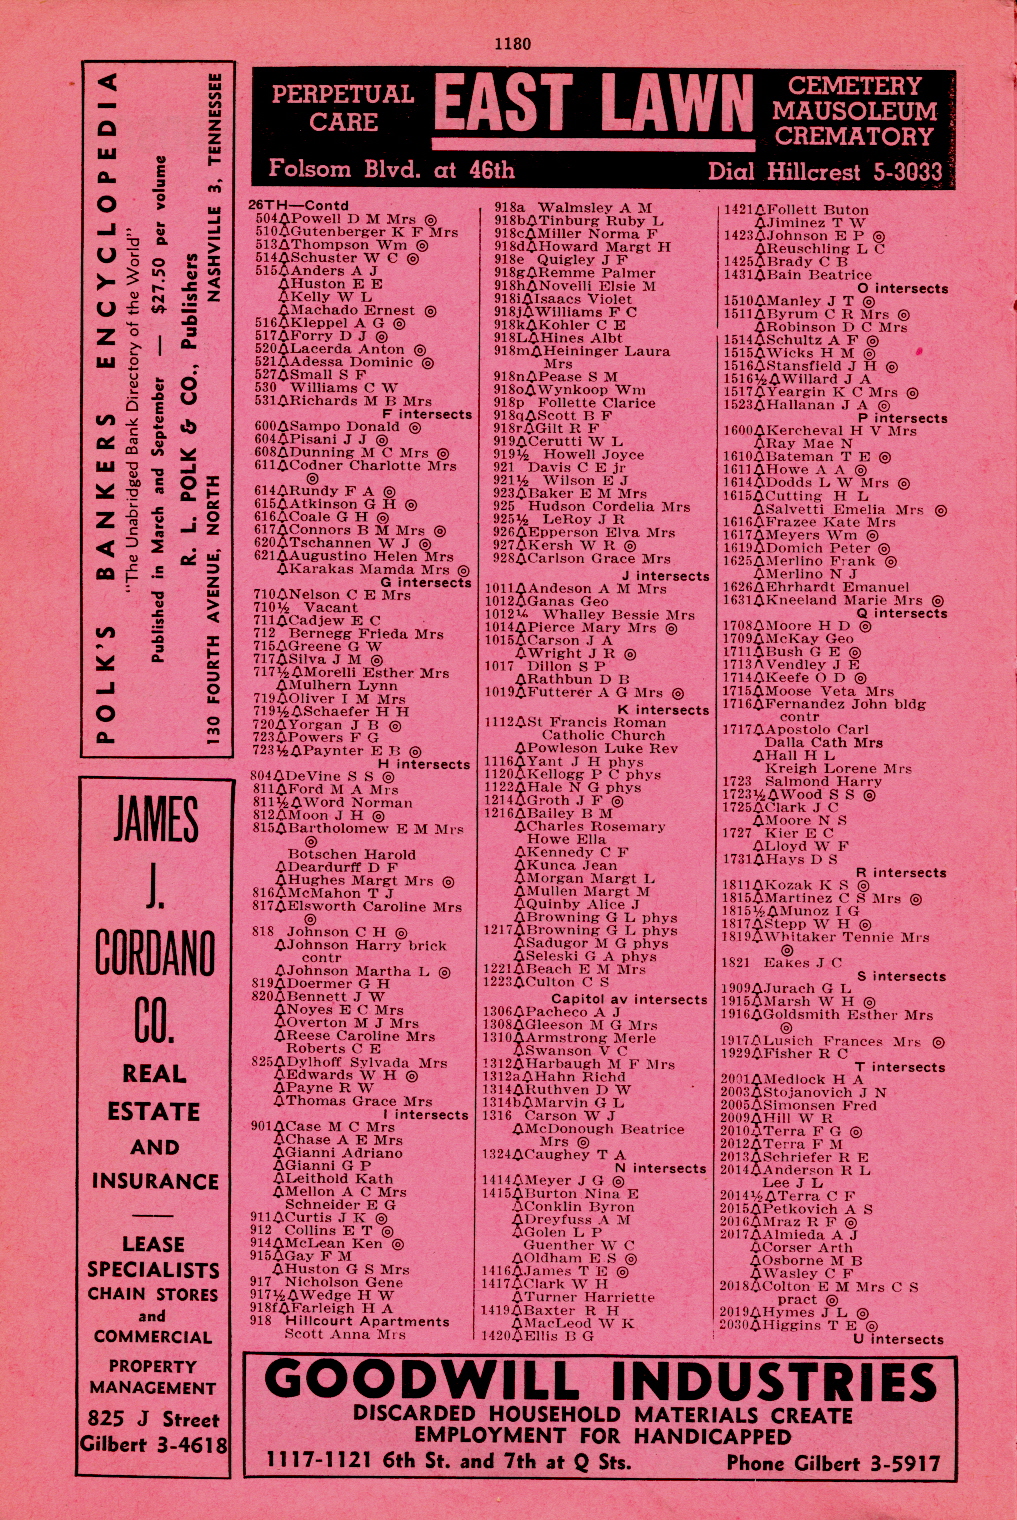 1180
POLK'S BANKERS ENCYCLOPEDIA
"The Unabridged Bank Directory of the World"
Published in March and September — $27.50 per volume
R. L. POLK & CO., Publishers
130 FOURTH AVENUE, NORTH NASHVILLE 3, TENNESSEE
JAMES
J.
CORDANO
CO.
REAL
ESTATE
AND
INSURANCE
LEASE
SPECIALISTS
CHAIN STORES
and
COMMERCIAL
PROPERTY
MANAGEMENT
825 J Street
Gilbert 3-4618
PERPETUAL
CARE
EAST LAWN
CEMETERY
MAUSOLEUM
CREMATORY
Folsom Blvd. at 46th
Dial Hillcrest 5-3033
26TH—Contd
504△Powell D M Mrs ◎
510△Gutenberger K F Mrs
513△Thompson Wm ◎
514△Schuster W C ◎
515△Anders A J
△Huston E E
△Kelly W L
△Machado Ernest ◎
516△Kleppel A G ◎
517△Forry D J ◎
520△Lacerda Anton ◎
521△Adessa Dominic ◎
527△Small S F
530 Williams C W
531△Richards M B Mrs
F intersects
600△Sampo Donald ◎
604△Pisani J J ◎
608△Dunning M C Mrs ◎
611△Codner Charlotte Mrs
◎
614△Rundy F A ◎
615△Atkinson G H ◎
616△Coale G H ◎
617△Connors B M Mrs ◎
620△Tschannen W J ◎
621△Augustino Helen Mrs
△Karakas Mamda Mrs ◎
G intersects
710△Nelson C E Mrs
710½ Vacant
711△Cadjew E C
712 Bernegg Frieda Mrs
715△Greene G W
717△Silva J M ◎
717½△Morelli Esther Mrs
△Mulhern Lynn
719△Oliver I M Mrs
719½△Schaefer H H
720△Yorgan J B ◎
723△Powers F G
723½△Paynter E B ◎
H intersects
804△DeVine S S ◎
811△Ford M A Mrs
811½△Word Norman
812△Moon J H ◎
815△Bartholomew E M Mrs
◎
Botschen Harold
△Deardurff D F
△Hughes Margt Mrs ◎
816△McMahon T J
817△Elsworth Caroline Mrs
◎
818 Johnson C H ◎
△Johnson Harry brick
contr
△Johnson Martha L ◎
819△Doermer G H
820△Bennett J W
△Noyes E C Mrs
△Overton M J Mrs
△Reese Caroline Mrs
Roberts C E
825△Dylhoff Sylvada Mrs
△Edwards W H ◎
△Payne R W
△Thomas Grace Mrs
I intersects
901△Case M C Mrs
△Chase A E Mrs
△Gianni Adriano
△Gianni G P
△Leithold Kath
△Mellon A C Mrs
Schneider E G
911△Curtis J K ◎
912 Collins E T ◎
914△McLean Ken ◎
915△Gay F M
△Huston G S Mrs
917 Nicholson Gene
917½△Wedge H W
918f△Farleigh H A
918 Hillcourt Apartments
Scott Anna Mrs
918a Walmsley A M
918b△Tinburg Ruby L
918c△Miller Norma F
918d△Howard Margt H
918e Quigley J F
918g△Remme Palmer
918h△Novelli Elsie M
918i△Isaacs Violet
918j△Williams F C
918k△Kohler C E
918L△Hines Albt
918m△Heininger Laura
Mrs
918n△Pease S M
918o△Wynkoop Wm
918p Follette Clarice
918q△Scott B F
918r△Gilt R F
919△Cerutti W L
919½ Howell Joyce
921 Davis C E jr
921½ Wilson E J
923△Baker E M Mrs
925 Hudson Cordelia Mrs
925½ LeRoy J R
926△Epperson Elva Mrs
927△Kersh W R ◎
928△Carlson Grace Mrs
J intersects
1011△Andeson A M Mrs
1012△Ganas Geo
1012¼ Whalley Bessie Mrs
1014△Pierce Mary Mrs ◎
1015△Carson J A
△Wright J R ◎
1017 Dillon S P
△Rathbun D B
1019△Futterer A G Mrs ◎
K intersects
1112△St Francis Roman
Catholic Church
△Powleson Luke Rev
1116△Yant J H phys
1120△Kellogg P C phys
1122△Hale N G phys
1214△Groth J F ◎
1216△Bailey B M
△Charles Rosemary
Howe Ella
△Kennedy C F
△Kunca Jean
△Morgan Margt L
△Mullen Margt M
△Quinby Alice J
△Browning G L phys
1217△Browning G L phys
△Sadugor M G phys
△Seleski G A phys
1221△Beach E M Mrs
1223△Culton C S
Capitol av intersects
1306△Pacheco A J
1308△Gleeson M G Mrs
1310△Armstrong Merle
△Swanson V C
1312△Harbaugh M F Mrs
1312a△Hahn Richd
1314△Ruthven D W
1314b△Marvin G L
1316 Carson W J
△McDonough Beatrice
Mrs ◎
1324△Caughey T A
N intersects
1414△Meyer J G ◎
1415△Burton Nina E
△Conklin Byron
△Dreyfuss A M
△Golen L P
Guenther W C
△Oldham E S ◎
1416△James T E ◎
1417△Clark W H
△Turner Harriette
1419△Baxter R H
△MacLeod W K
1420△Ellis B G
1421△Follett Buton
△Jiminez T W
1423△Johnson E P ◎
△Reuschling L C
1425△Brady C B
1431△Bain Beatrice
O intersects
1510△Manley J T ◎
1511△Byrum C R Mrs ◎
△Robinson D C Mrs
1514△Schultz A F ◎
1515△Wicks H M ◎
1516△Stansfield J H ◎
1516½△Willard J A
1517△Yeargin K C Mrs ◎
1523△Hallanan J A ◎
P intersects
1600△Kercheval H V Mrs
△Ray Mae N
1610△Bateman T E ◎
1611△Howe A A ◎
1614△Dodds L W Mrs ◎
1615△Cutting H L
△Salvetti Emelia Mrs ◎
1616△Frazee Kate Mrs
1617△Meyers Wm ◎
1619△Domich Peter ◎
1625△Merlino Frank ◎
△Merlino N J
1626△Ehrhardt Emanuel
1631△Kneeland Marie Mrs ◎
Q intersects
1708△Moore H D ◎
1709△McKay Geo
1711△Bush G E ◎
1713△Vendley J E
1714△Keefe O D ◎
1715△Moose Veta Mrs
1716△Fernandez John bldg
contr
1717△Apostolo Carl
Dalla Cath Mrs
△Hall H L
Kreigh Lorene Mrs
1723 Salmond Harry
1723½△Wood S S ◎
1725△Clark J C
△Moore N S
1727 Kier E C
△Lloyd W F
1731△Hays D S
R intersects
1811△Kozak K S ◎
1815△Martinez C S Mrs ◎
1815½△Munoz I G
1817△Stepp W H ◎
1819△Whitaker Tennie Mrs
◎
1821 Eakes J C
S intersects
1909△Jurach G L
1915△Marsh W H ◎
1916△Goldsmith Esther Mrs
◎
1917△Lusich Frances Mrs ◎
1929△Fisher R C
T intersects
2001△Medlock H A
2003△Stojanovich J N
2005△Simonsen Fred
2009△Hill W R
2010△Terra F G ◎
2012△Terra F M
2013△Schriefer R E
2014△Anderson R L
Lee J L
2014½△Terra C F
2015△Petkovich A S
2016△Mraz R F ◎
2017△Almieda A J
△Corser Arth
△Osborne M B
△Wasley C F
2018△Colton E M Mrs C S
pract ◎
2019△Hymes J L ◎
2030△Higgins T E ◎
U intersects
GOODWILL INDUSTRIES
DISCARDED HOUSEHOLD MATERIALS CREATE
EMPLOYMENT FOR HANDICAPPED
1117-1121 6th St. and 7th at Q Sts.
Phone Gilbert 3-5917